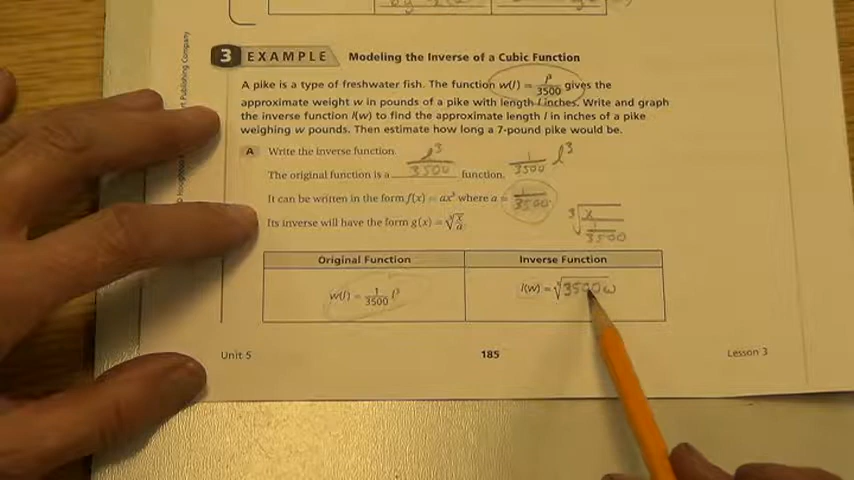 3 EXAMPLE Modeling the Inverse of a Cubic Function
A pike is a type of freshwater fish. The function w(l) = l³/3500 gives the
approximate weight w in pounds of a pike with length l inches. Write and graph
the inverse function l(w) to find the approximate length l in inches of a pike
weighing w pounds. Then estimate how long a 7-pound pike would be.
A Write the inverse function.
The original function is a l³/3500 function. 1/3500 l³
It can be written in the form f(x) = ax³ where a = 1/3500.
Its inverse will have the form g(x) = ∛(x/a). ∛(x/(1/3500))
Original Function Inverse Function
w(l) = 1/3500 l³ l(w) = ∛3500w
Unit 5 185 Lesson 3
Publishing Company